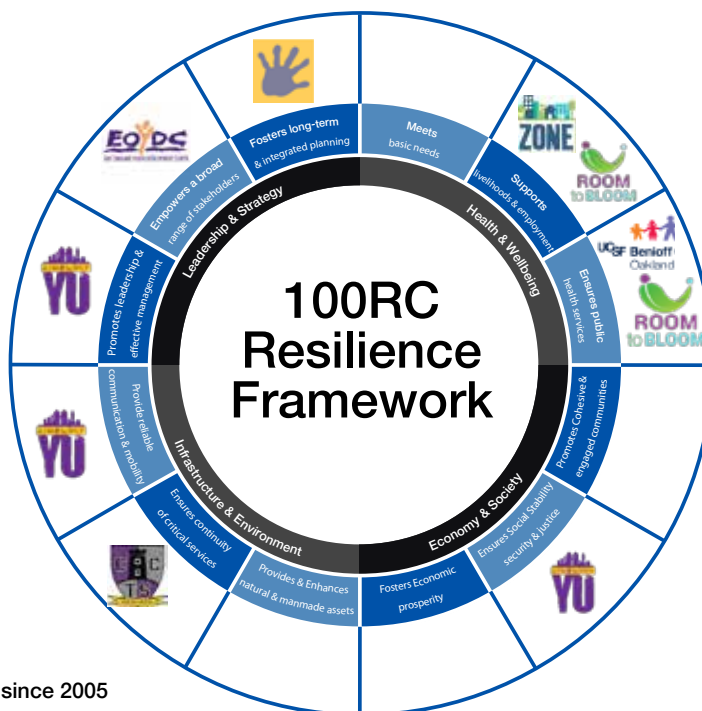 100RC
Resilience
Framework
Health & Wellbeing
Economy & Society
Infrastructure & Environment
Leadership & Strategy
Meets
basic needs
Supports
livelihoods & employment
Ensures public
health services
Promotes Cohesive &
engaged communities
Ensures Social Stability
security & justice
Fosters Economic
prosperity
Provides & Enhances
natural & manmade assets
Ensures continuity
of critical services
Provide reliable
communication & mobility
Promotes leadership &
effective management
Empowers a broad
range of stakeholders
Fosters long-term
& integrated planning
ZONE
ROOM
to BLOOM
UCSF Benioff
Oakland
ROOM
to BLOOM
YU
YU
YU
EOYDC
since 2005